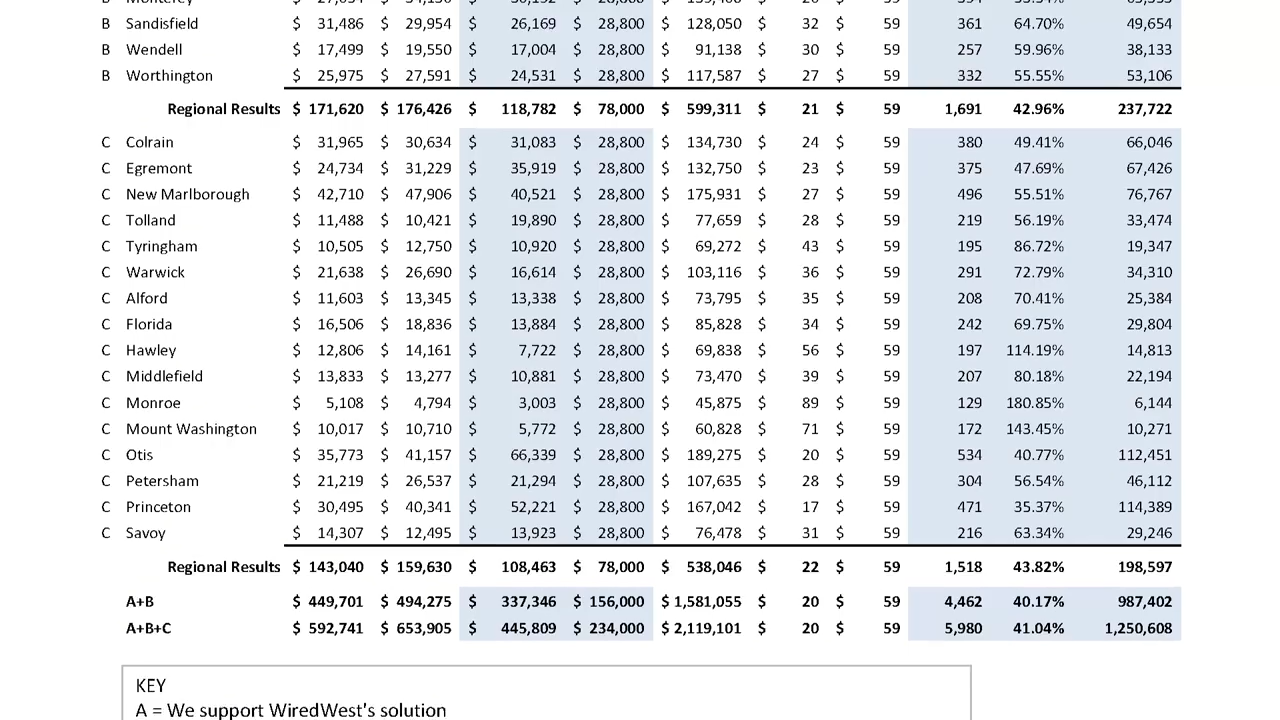 B Sandisfield $ 31,486 $ 29,954 $ 26,169 $ 28,800 $ 128,050 $ 32 $ 59 361 64.70% 49,654
B Wendell $ 17,499 $ 19,550 $ 17,004 $ 28,800 $ 91,138 $ 30 $ 59 257 59.96% 38,133
B Worthington $ 25,975 $ 27,591 $ 24,531 $ 28,800 $ 117,587 $ 27 $ 59 332 55.55% 53,106
Regional Results $ 171,620 $ 176,426 $ 118,782 $ 78,000 $ 599,311 $ 21 $ 59 1,691 42.96% 237,722
C Colrain $ 31,965 $ 30,634 $ 31,083 $ 28,800 $ 134,730 $ 24 $ 59 380 49.41% 66,046
C Egremont $ 24,734 $ 31,229 $ 35,919 $ 28,800 $ 132,750 $ 23 $ 59 375 47.69% 67,426
C New Marlborough $ 42,710 $ 47,906 $ 40,521 $ 28,800 $ 175,931 $ 27 $ 59 496 55.51% 76,767
C Tolland $ 11,488 $ 10,421 $ 19,890 $ 28,800 $ 77,659 $ 28 $ 59 219 56.19% 33,474
C Tyringham $ 10,505 $ 12,750 $ 10,920 $ 28,800 $ 69,272 $ 43 $ 59 195 86.72% 19,347
C Warwick $ 21,638 $ 26,690 $ 16,614 $ 28,800 $ 103,116 $ 36 $ 59 291 72.79% 34,310
C Alford $ 11,603 $ 13,345 $ 13,338 $ 28,800 $ 73,795 $ 35 $ 59 208 70.41% 25,384
C Florida $ 16,506 $ 18,836 $ 13,884 $ 28,800 $ 85,828 $ 34 $ 59 242 69.75% 29,804
C Hawley $ 12,806 $ 14,161 $ 7,722 $ 28,800 $ 69,838 $ 56 $ 59 197 114.19% 14,813
C Middlefield $ 13,833 $ 13,277 $ 10,881 $ 28,800 $ 73,470 $ 39 $ 59 207 80.18% 22,194
C Monroe $ 5,108 $ 4,794 $ 3,003 $ 28,800 $ 45,875 $ 89 $ 59 129 180.85% 6,144
C Mount Washington $ 10,017 $ 10,710 $ 5,772 $ 28,800 $ 60,828 $ 71 $ 59 172 143.45% 10,271
C Otis $ 35,773 $ 41,157 $ 66,339 $ 28,800 $ 189,275 $ 20 $ 59 534 40.77% 112,451
C Petersham $ 21,219 $ 26,537 $ 21,294 $ 28,800 $ 107,635 $ 28 $ 59 304 56.54% 46,112
C Princeton $ 30,495 $ 40,341 $ 52,221 $ 28,800 $ 167,042 $ 17 $ 59 471 35.37% 114,389
C Savoy $ 14,307 $ 12,495 $ 13,923 $ 28,800 $ 76,478 $ 31 $ 59 216 63.34% 29,246
Regional Results $ 143,040 $ 159,630 $ 108,463 $ 78,000 $ 538,046 $ 22 $ 59 1,518 43.82% 198,597
A+B $ 449,701 $ 494,275 $ 337,346 $ 156,000 $ 1,581,055 $ 20 $ 59 4,462 40.17% 987,402
A+B+C $ 592,741 $ 653,905 $ 445,809 $ 234,000 $ 2,119,101 $ 20 $ 59 5,980 41.04% 1,250,608
KEY
A = We support WiredWest's solution